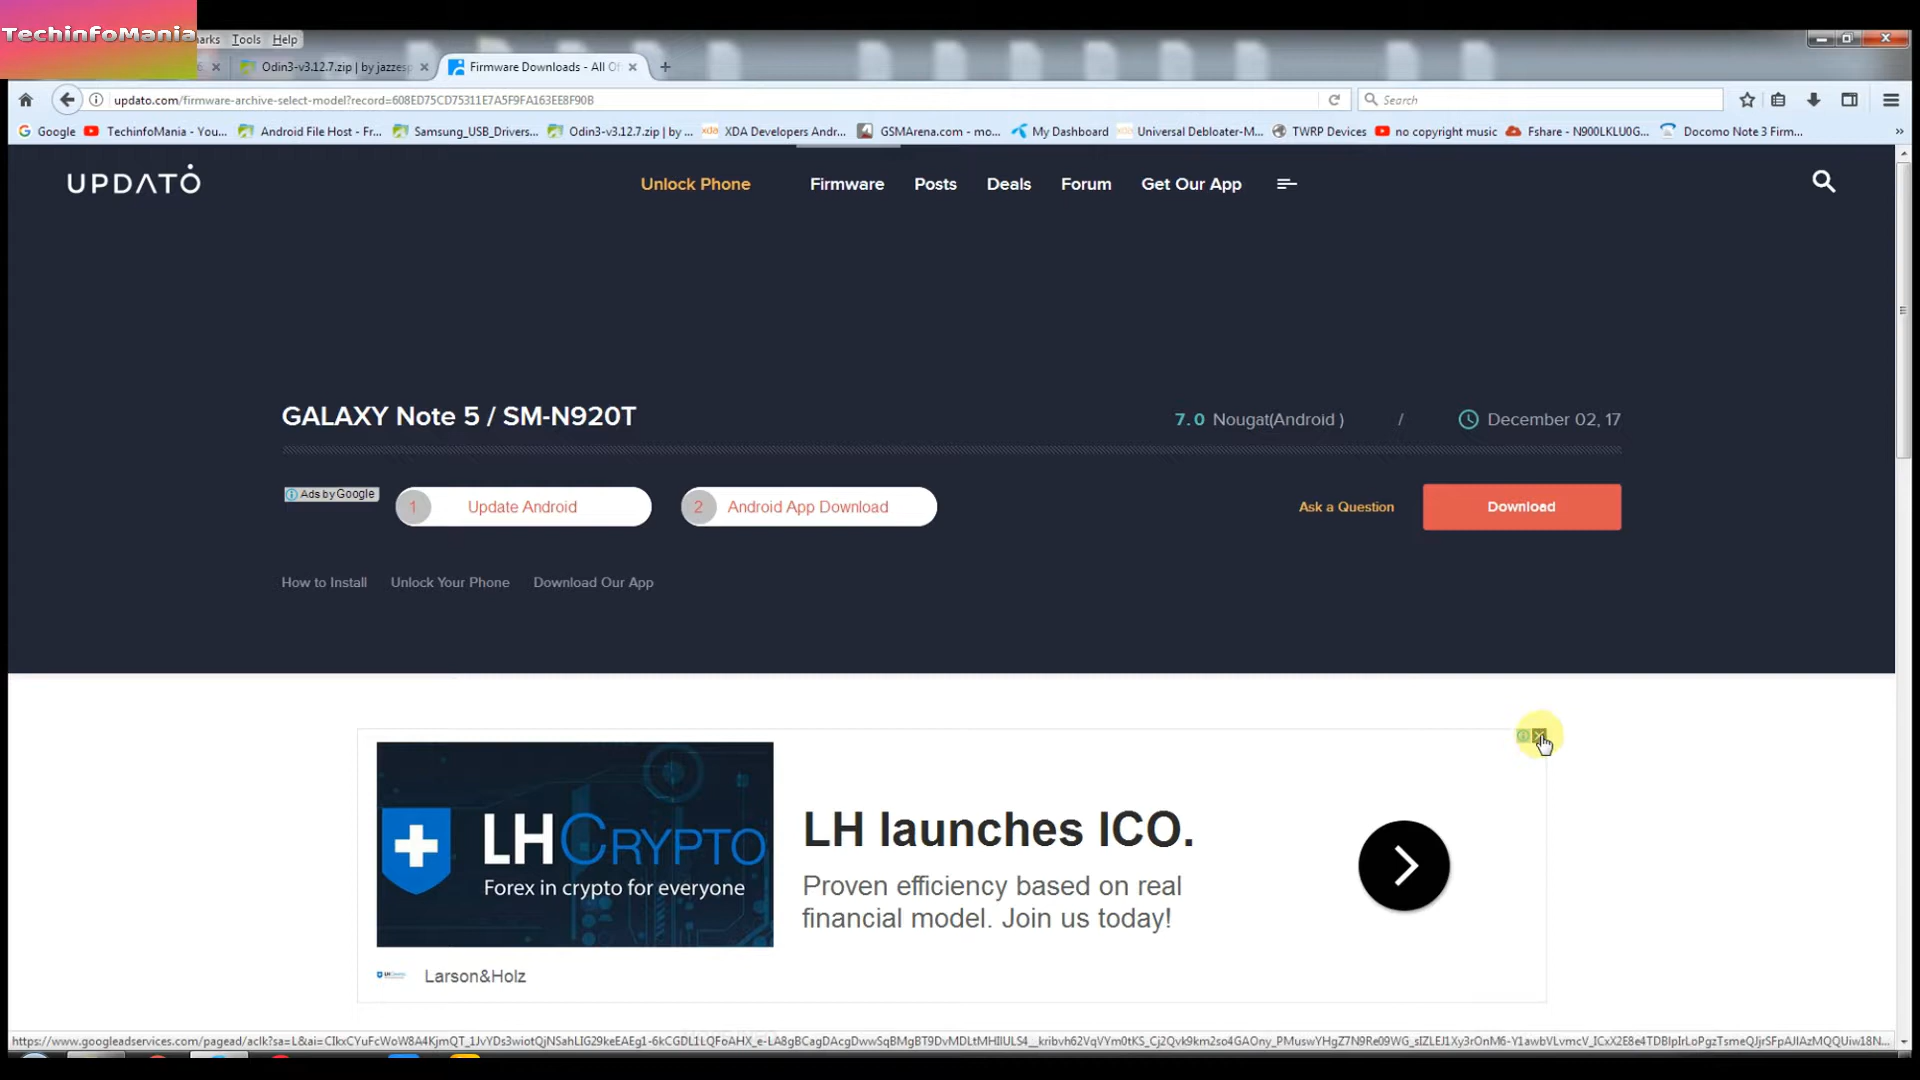 TechinfoMania
arks Tools Help
6 Odin3-v3.12.7.zip | by jazzesp Firmware Downloads - All Of
updato.com/firmware-archive-select-model?record=608ED75CD75311E7A5F9FA163EE8F90B Search
Google TechinfoMania - You... Android File Host - Fr... Samsung_USB_Drivers... Odin3-v3.12.7.zip | by ... XDA Developers Andr... GSMArena.com - mo... My Dashboard Universal Debloater-M... TWRP Devices no copyright music Fshare - N900LKLU0G... Docomo Note 3 Firm...
UPDATO Unlock Phone Firmware Posts Deals Forum Get Our App
GALAXY Note 5 / SM-N920T 7.0 Nougat(Android ) / December 02, 17
Ads by Google 1 Update Android 2 Android App Download Ask a Question Download
How to Install Unlock Your Phone Download Our App
LHCRYPTO
Forex in crypto for everyone
LH launches ICO.
Proven efficiency based on real
financial model. Join us today!
Larson&Holz